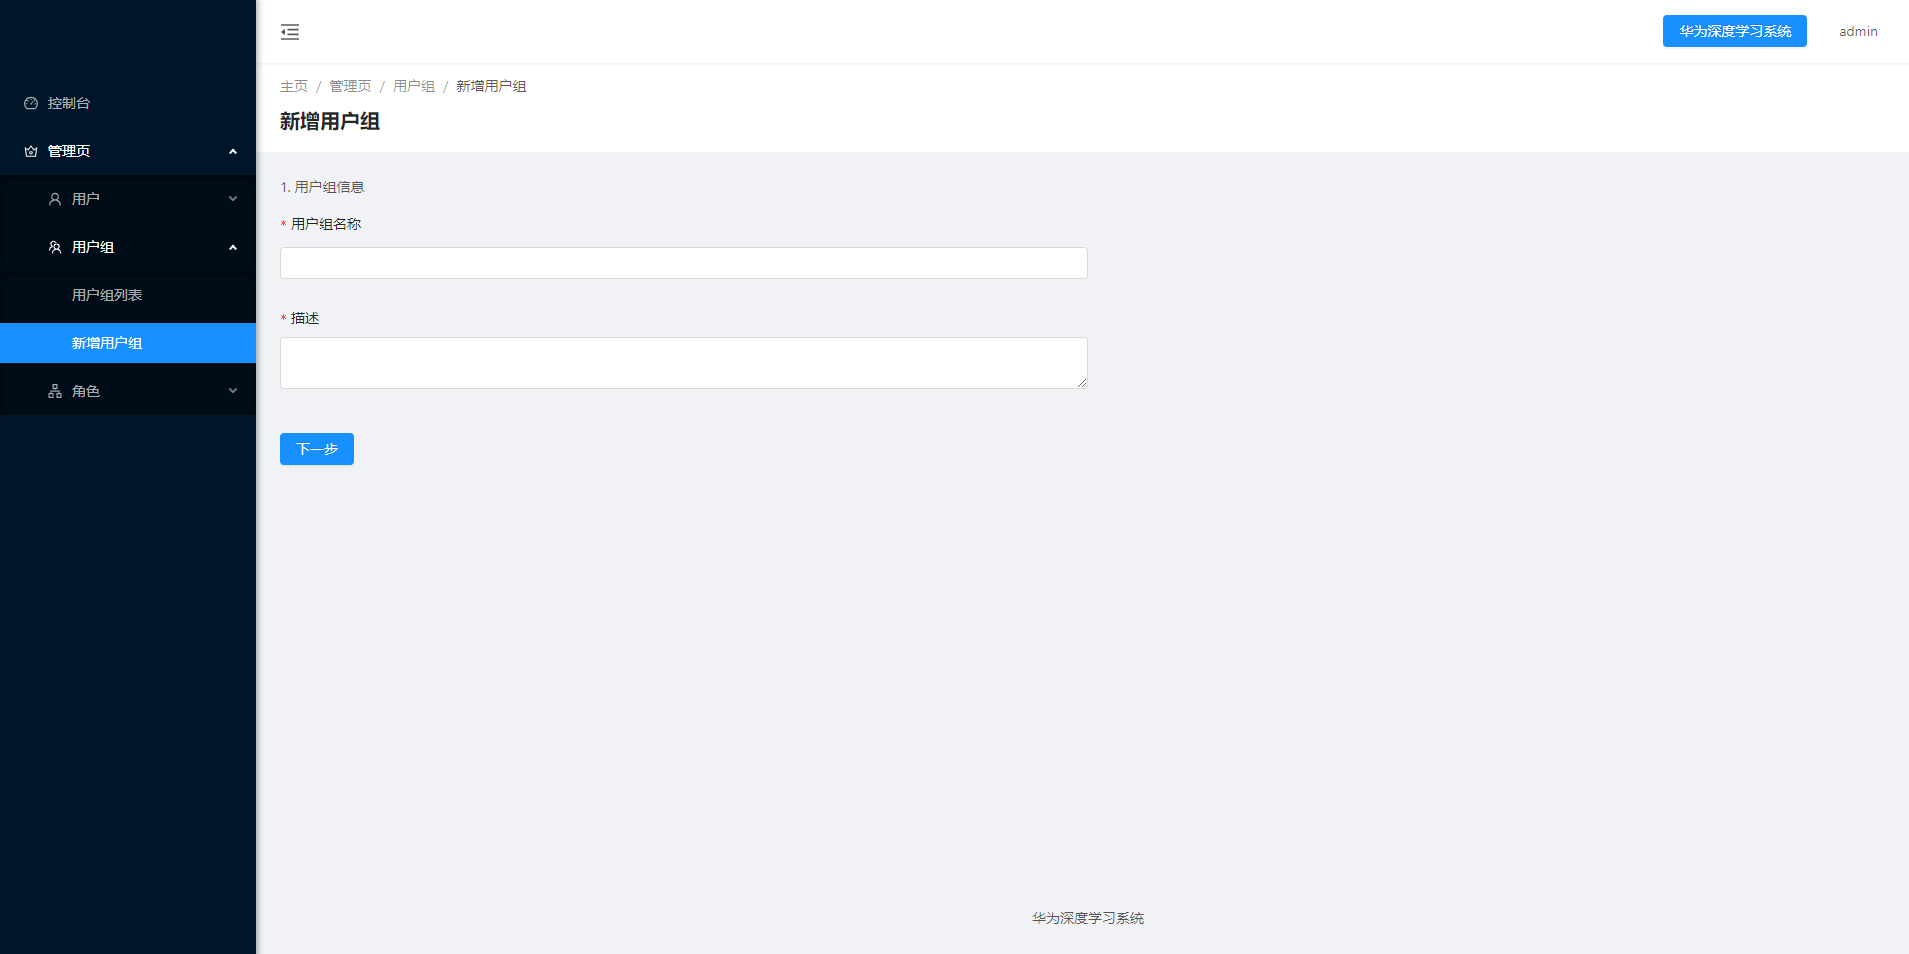 华为深度学习系统
admin
控制台
管理页
用户
用户组
用户组列表
新增用户组
角色
主页 / 管理页 / 用户组 / 新增用户组
新增用户组
1. 用户组信息
* 用户组名称
* 描述
下一步
华为深度学习系统